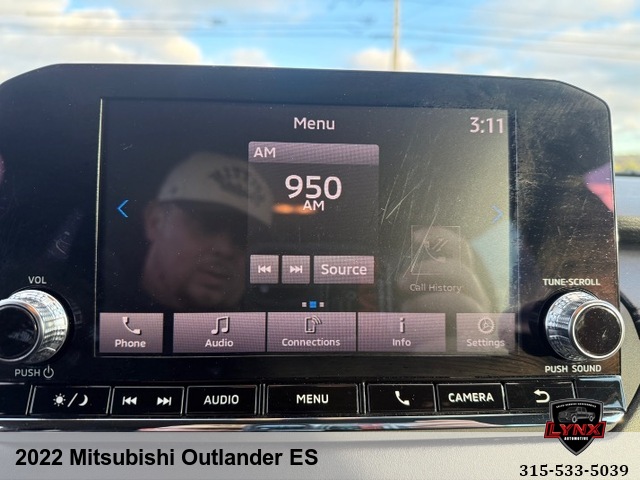 Menu
3:11
AM
950
AM
Source
Call History
Phone
Audio
Connections
Info
Settings
VOL
PUSH
TUNE-SCROLL
PUSH SOUND
AUDIO
MENU
CAMERA
LYNX
AUTOMOTIVE
2022 Mitsubishi Outlander ES
315-533-5039